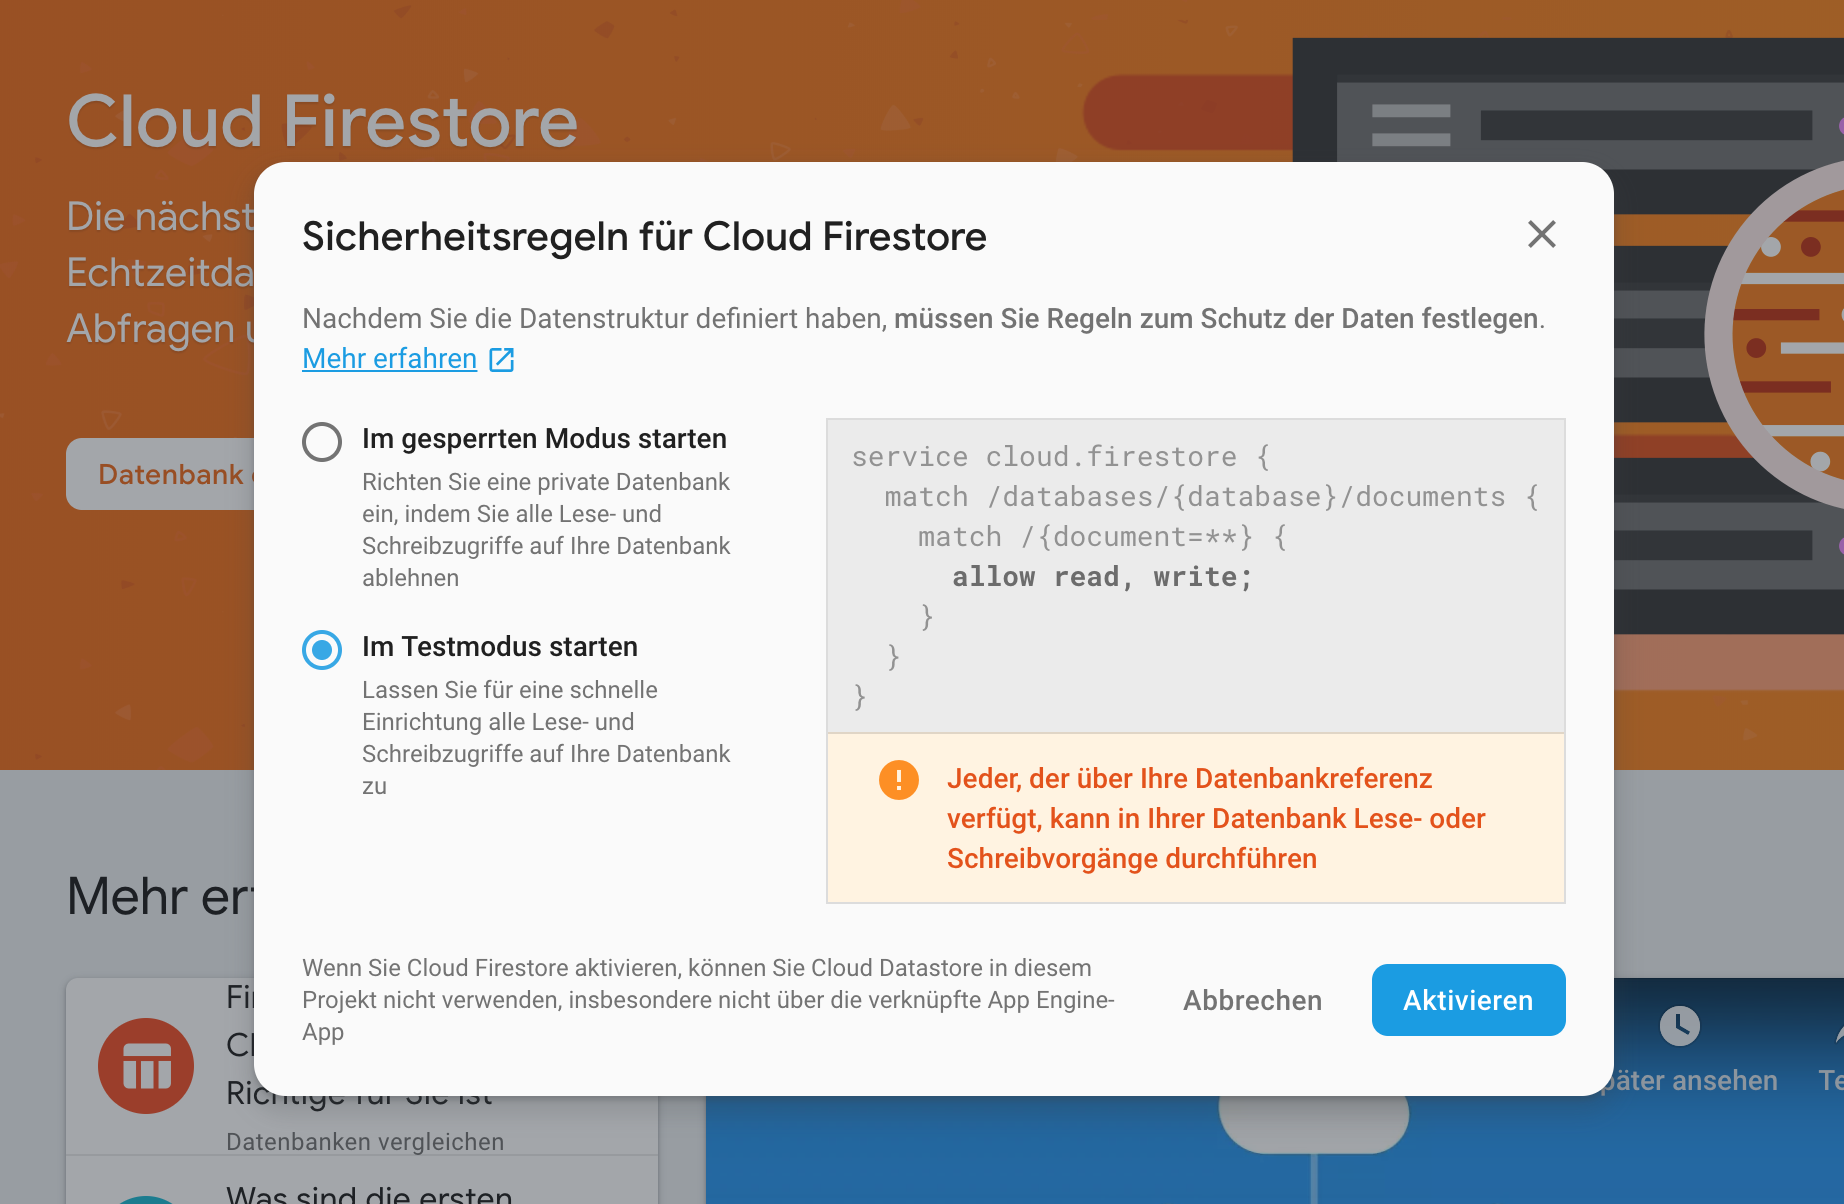 Cloud Firestore
Die nächst
Echtzeitda
Abfragen u
Datenbank
Sicherheitsregeln für Cloud Firestore
Nachdem Sie die Datenstruktur definiert haben, müssen Sie Regeln zum Schutz der Daten festlegen.
Mehr erfahren
Im gesperrten Modus starten
Richten Sie eine private Datenbank
ein, indem Sie alle Lese- und
Schreibzugriffe auf Ihre Datenbank
ablehnen
Im Testmodus starten
Lassen Sie für eine schnelle
Einrichtung alle Lese- und
Schreibzugriffe auf Ihre Datenbank
zu
service cloud.firestore {
match /databases/{database}/documents {
match /{document=**} {
allow read, write;
}
}
}
Jeder, der über Ihre Datenbankreferenz
verfügt, kann in Ihrer Datenbank Lese- oder
Schreibvorgänge durchführen
Wenn Sie Cloud Firestore aktivieren, können Sie Cloud Datastore in diesem
Projekt nicht verwenden, insbesondere nicht über die verknüpfte App Engine-
App
Abbrechen
Aktivieren
Mehr erf
Richtige für Sie ist
Datenbanken vergleichen
Was sind die ersten
päter ansehen
Te